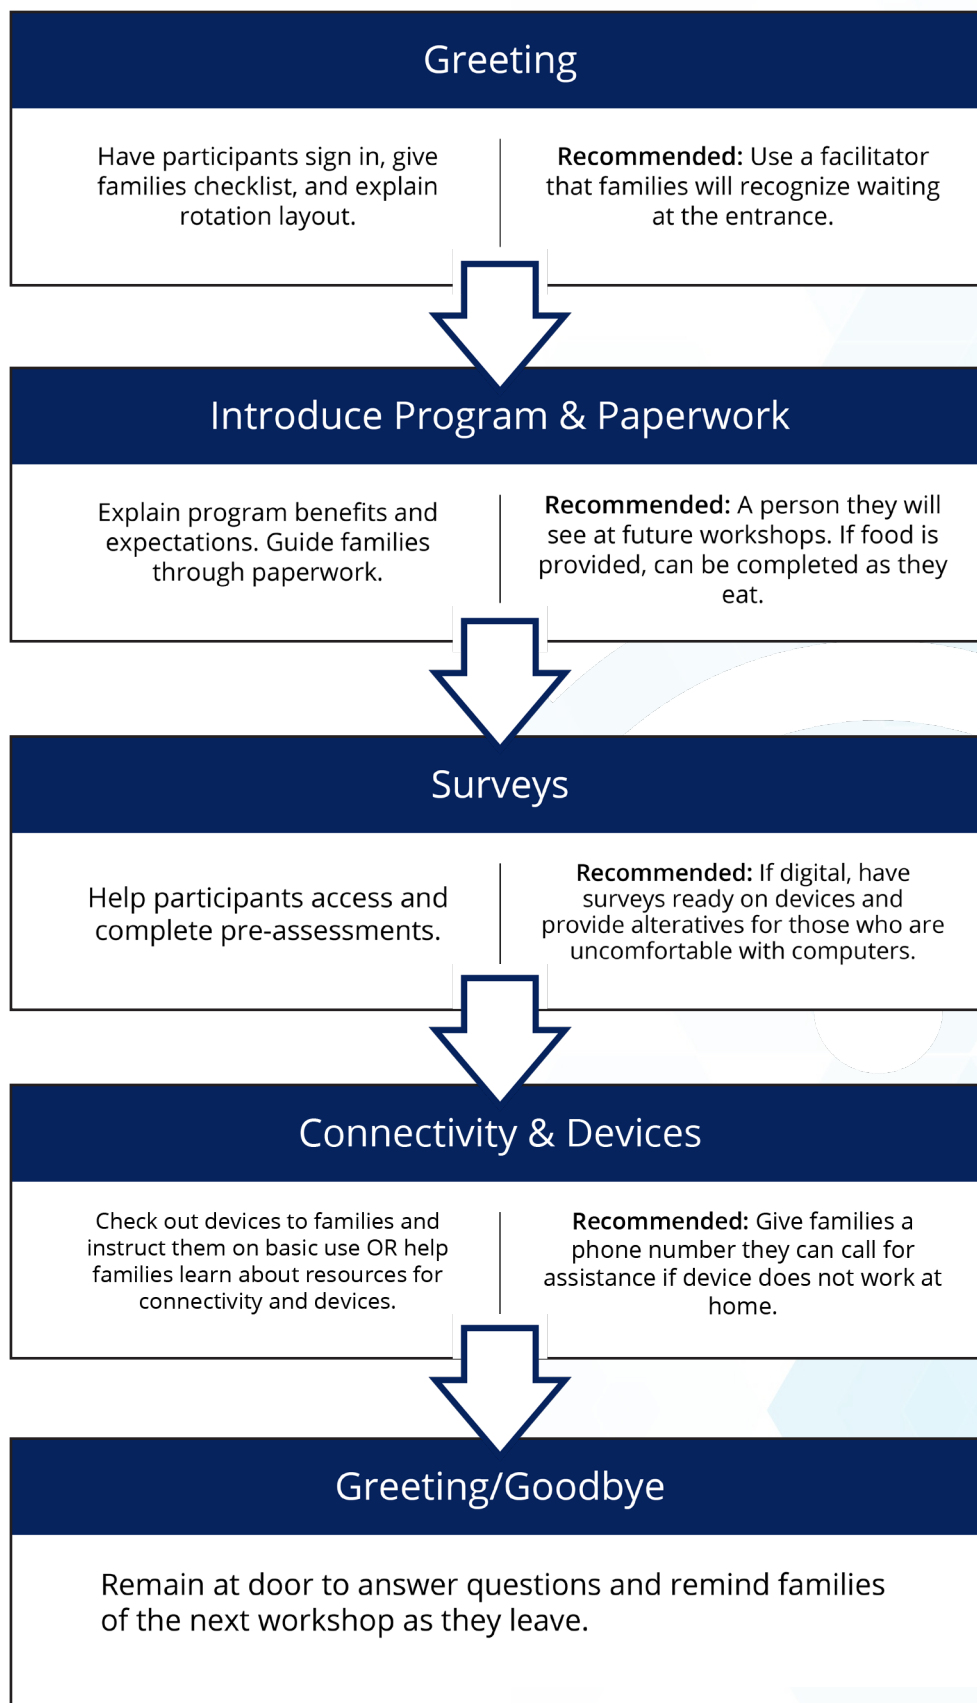 Greeting
Have participants sign in, give
families checklist, and explain
rotation layout.
Recommended: Use a facilitator
that families will recognize waiting
at the entrance.
Introduce Program & Paperwork
Explain program benefits and
expectations. Guide families
through paperwork.
Recommended: A person they will
see at future workshops. If food is
provided, can be completed as they
eat.
Surveys
Help participants access and
complete pre-assessments.
Recommended: If digital, have
surveys ready on devices and
provide alteratives for those who are
uncomfortable with computers.
Connectivity & Devices
Check out devices to families and
instruct them on basic use OR help
families learn about resources for
connectivity and devices.
Recommended: Give families a
phone number they can call for
assistance if device does not work at
home.
Greeting/Goodbye
Remain at door to answer questions and remind families
of the next workshop as they leave.